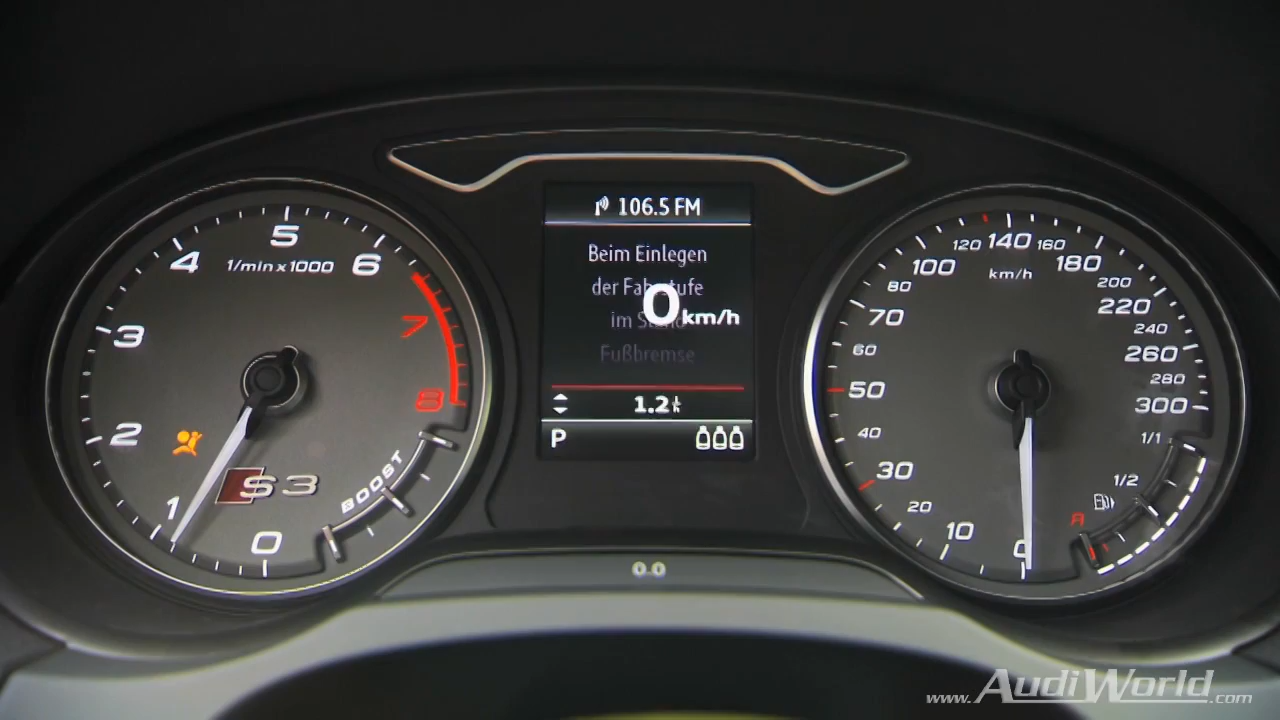 106.5 FM
Beim Einlegen
der Fahrstufe
im Stand
Fußbremse
0 km/h
1.2
P
0 1 2 3 4 5 6 7 8
1/min x 1000
S3
BOOST
0 10 20 30 40 50 60 70 80 100 120 140 160 180 200 220 240 260 280 300
km/h
1/1
1/2
R
0.0
www.AudiWorld.com